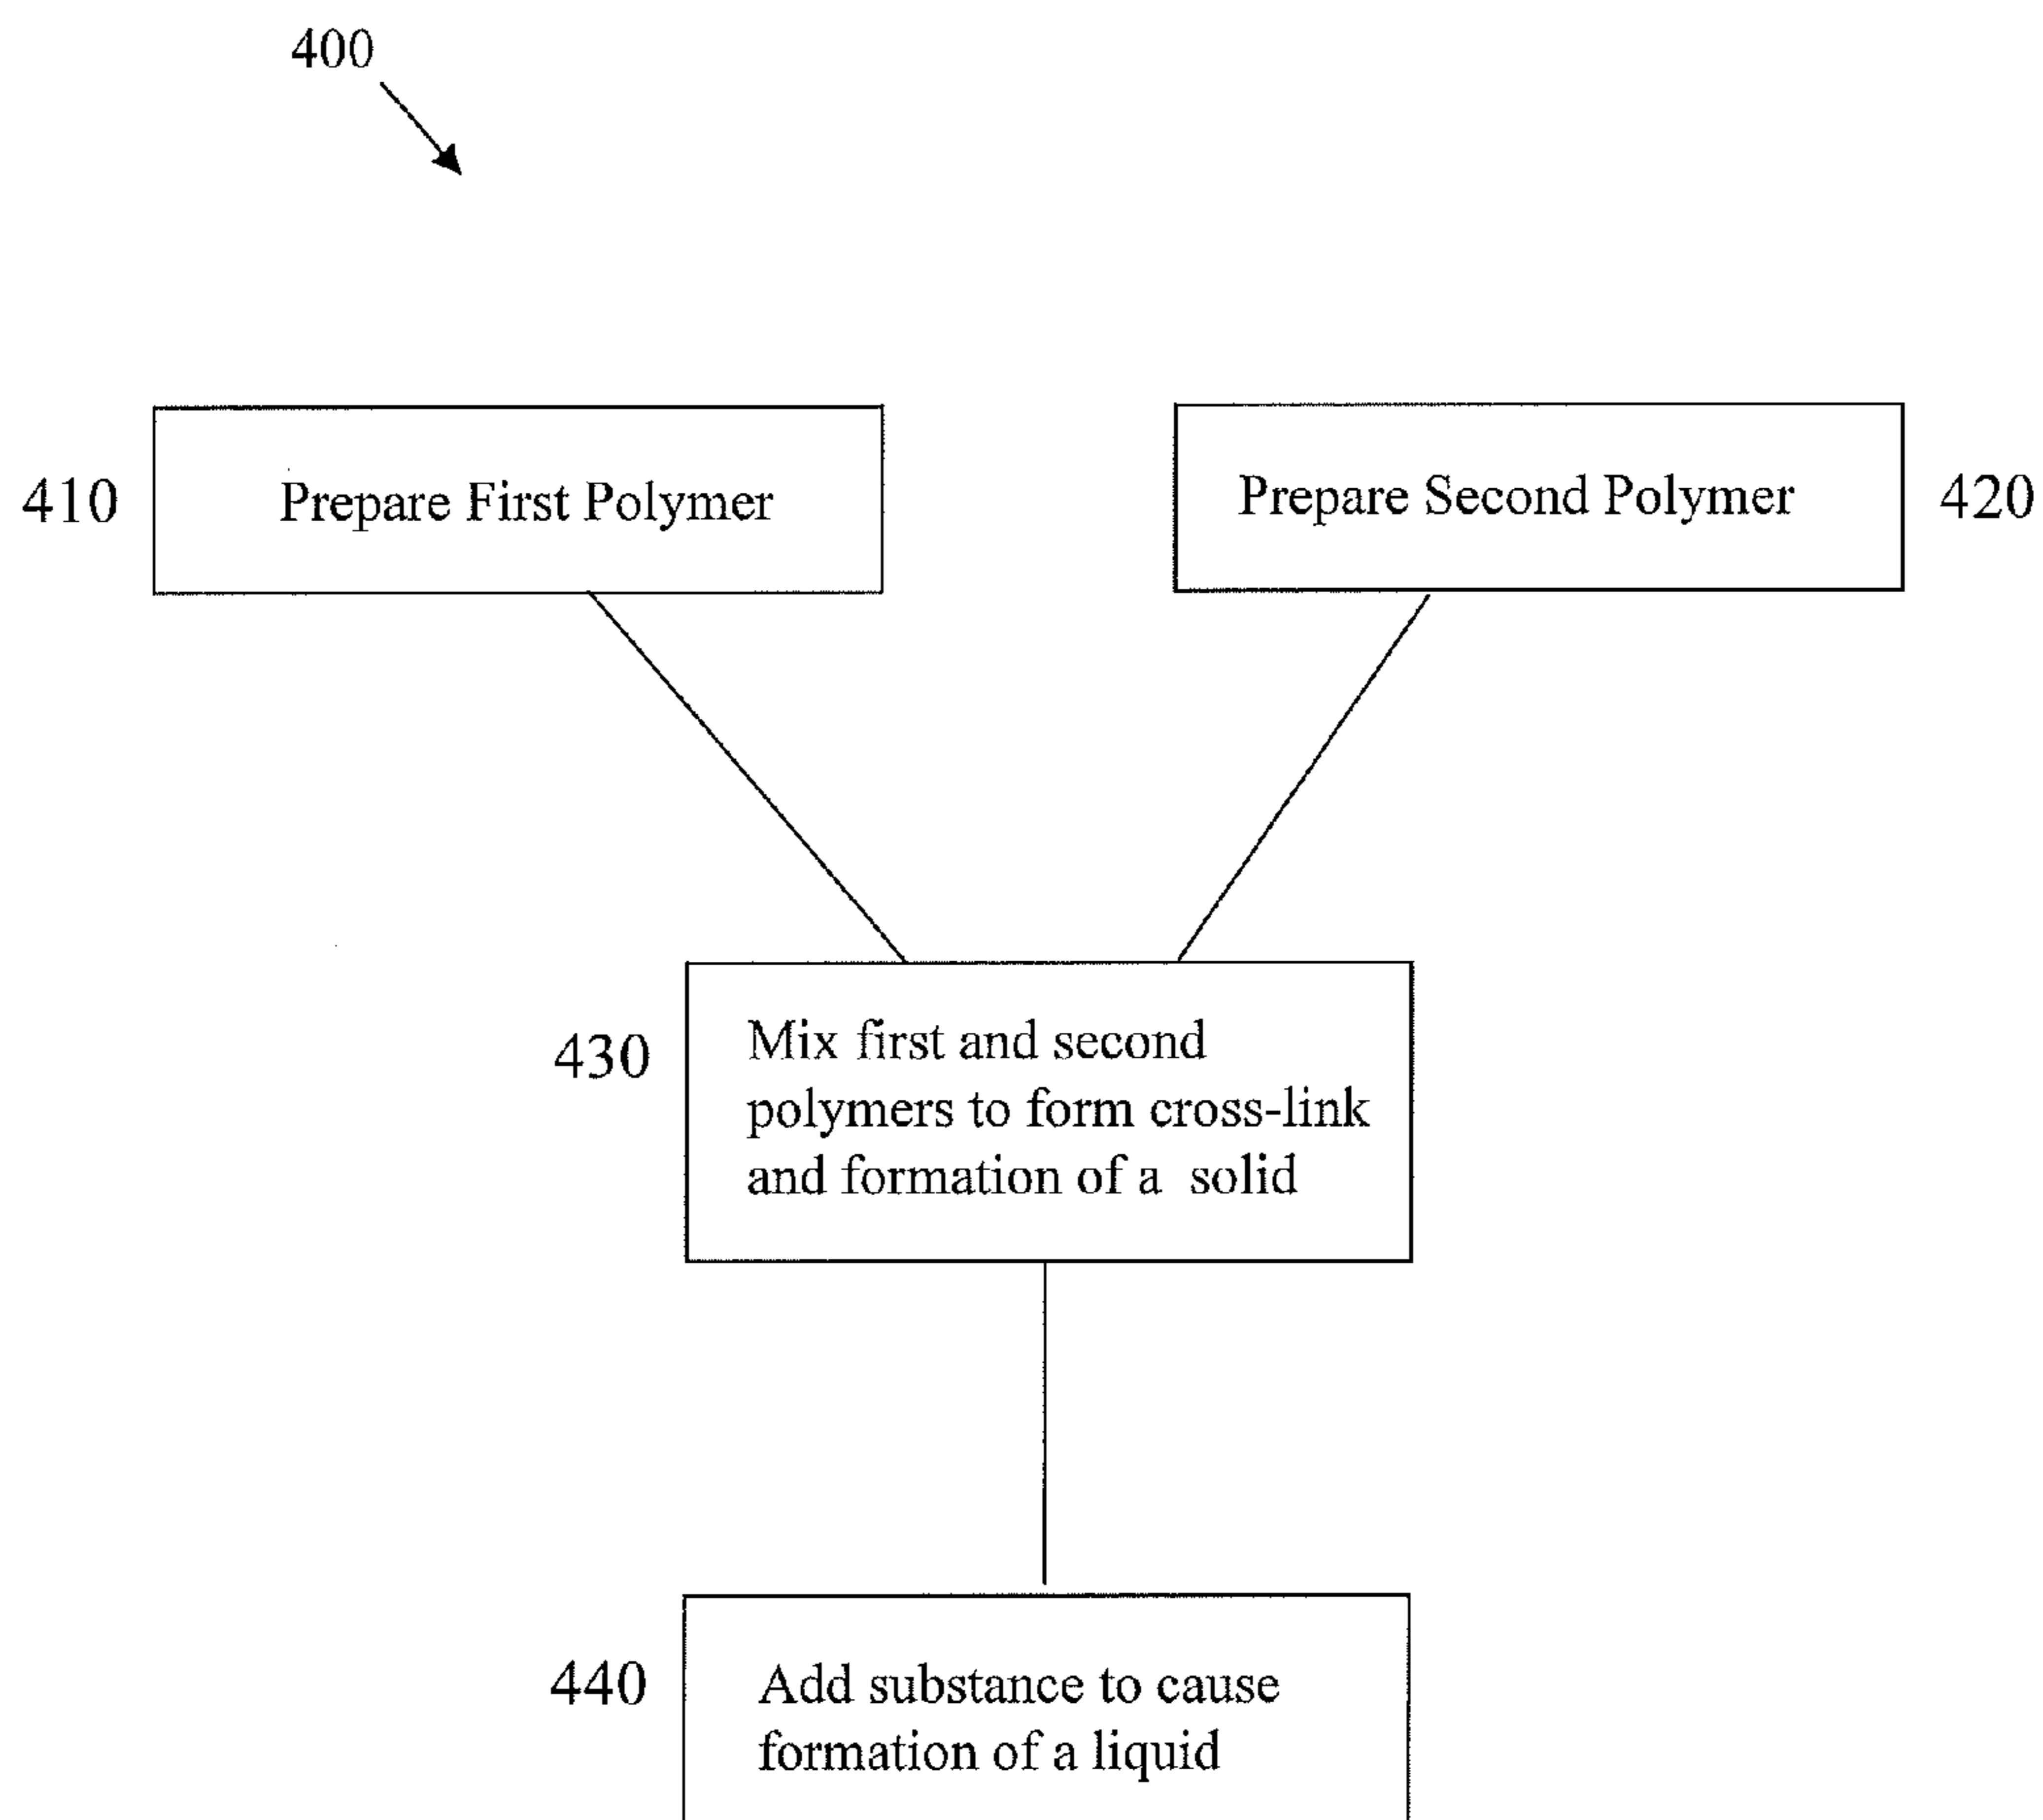 400
410
Prepare First Polymer
Prepare Second Polymer
420
430
Mix first and second
polymers to form cross-link
and formation of a solid
440
Add substance to cause
formation of a liquid